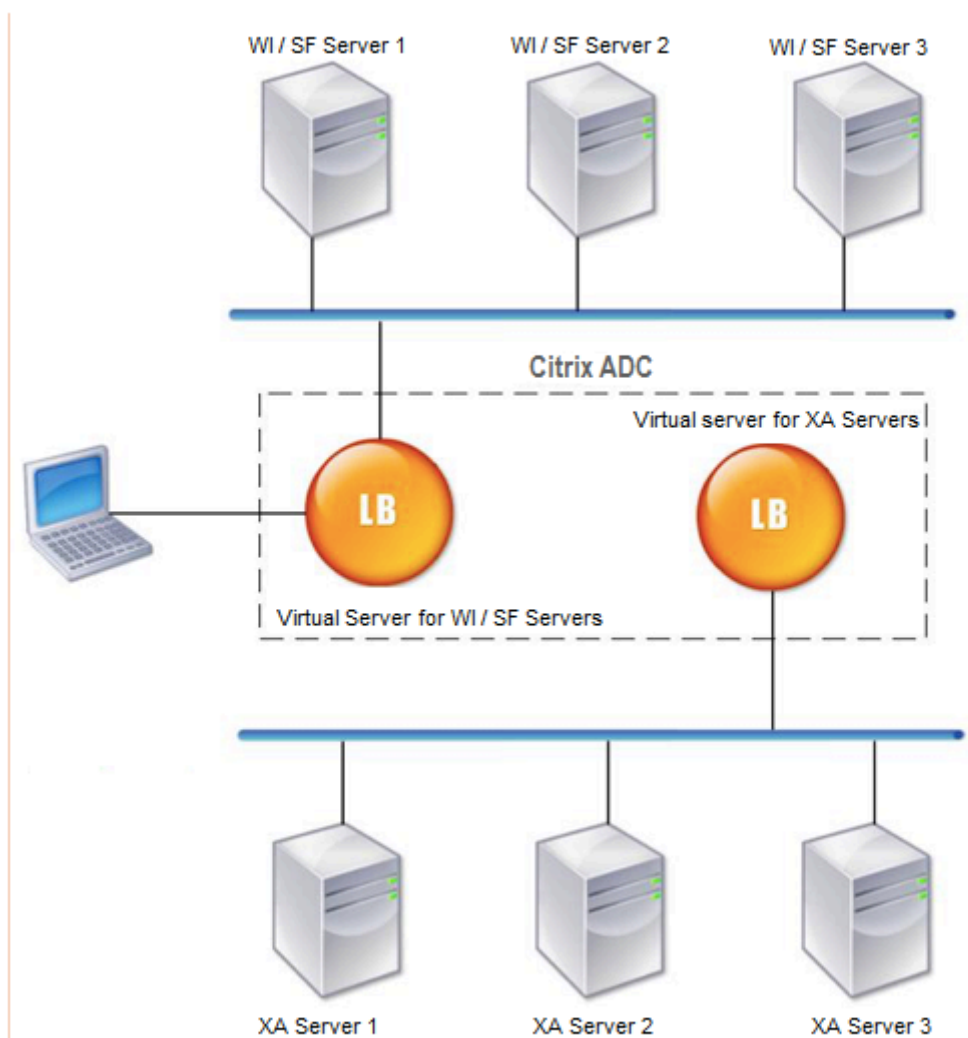 WI / SF Server 1
WI / SF Server 2
WI / SF Server 3
Citrix ADC
Virtual server for XA Servers
LB
LB
Virtual Server for WI / SF Servers
XA Server 1
XA Server 2
XA Server 3